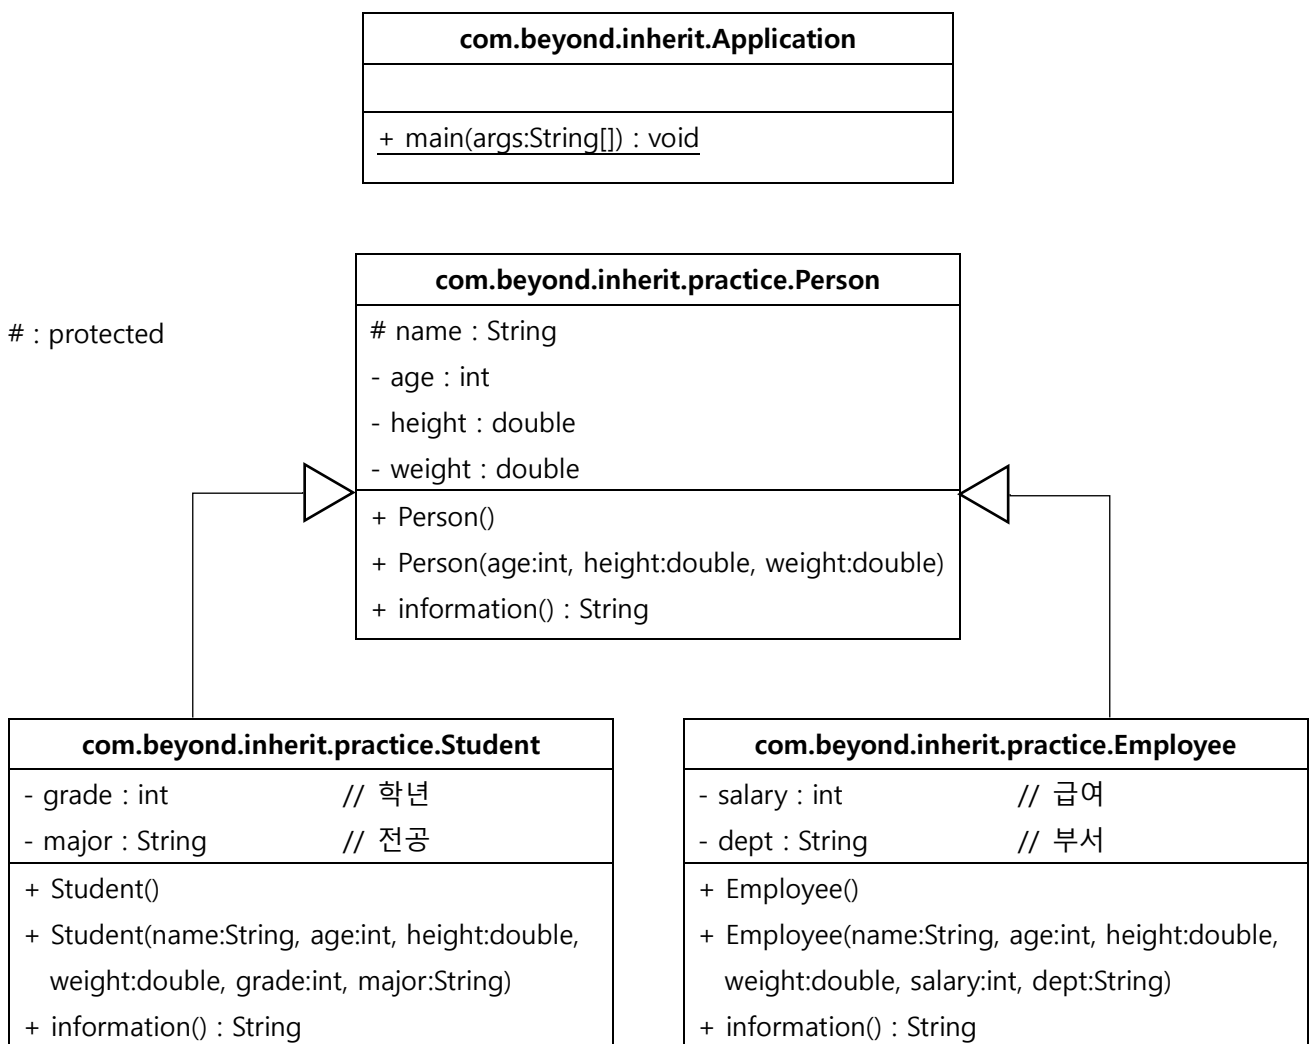 com.beyond.inherit.Application
+ main(args:String[]) : void
com.beyond.inherit.practice.Person
# : protected
# name : String
- age : int
- height : double
- weight : double
+ Person()
+ Person(age:int, height:double, weight:double)
+ information() : String
com.beyond.inherit.practice.Student
- grade : int // 학년
- major : String // 전공
+ Student()
+ Student(name:String, age:int, height:double,
weight:double, grade:int, major:String)
+ information() : String
com.beyond.inherit.practice.Employee
- salary : int // 급여
- dept : String // 부서
+ Employee()
+ Employee(name:String, age:int, height:double,
weight:double, salary:int, dept:String)
+ information() : String